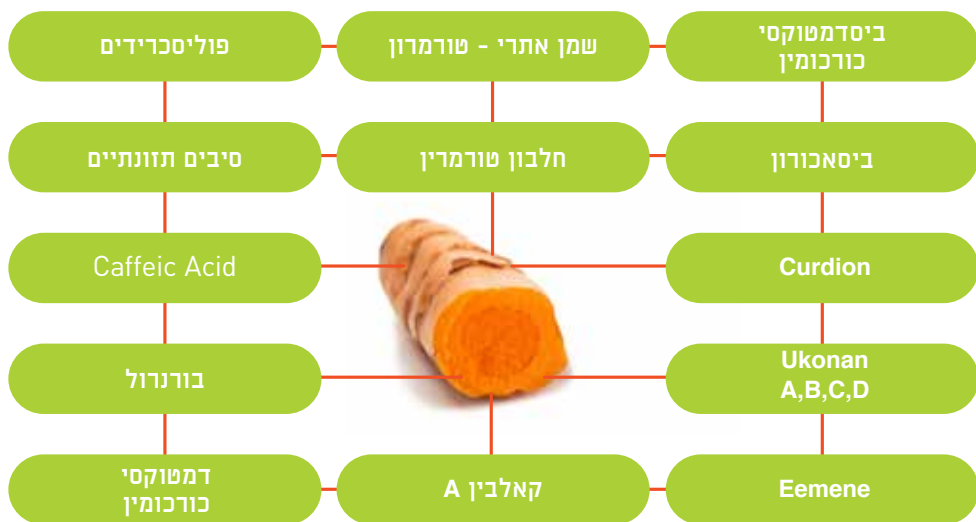 ביסדמטוקסי
כורכומין
שמן אתרי - טורמרון
פוליסכרידים
ביסאכורון
חלבון טורמרין
סיבים תזונתיים
Curdion
Caffeic Acid
Ukonan
A,B,C,D
בורנרול
Eemene
קאלבין A
דמטוקסי
כורכומין